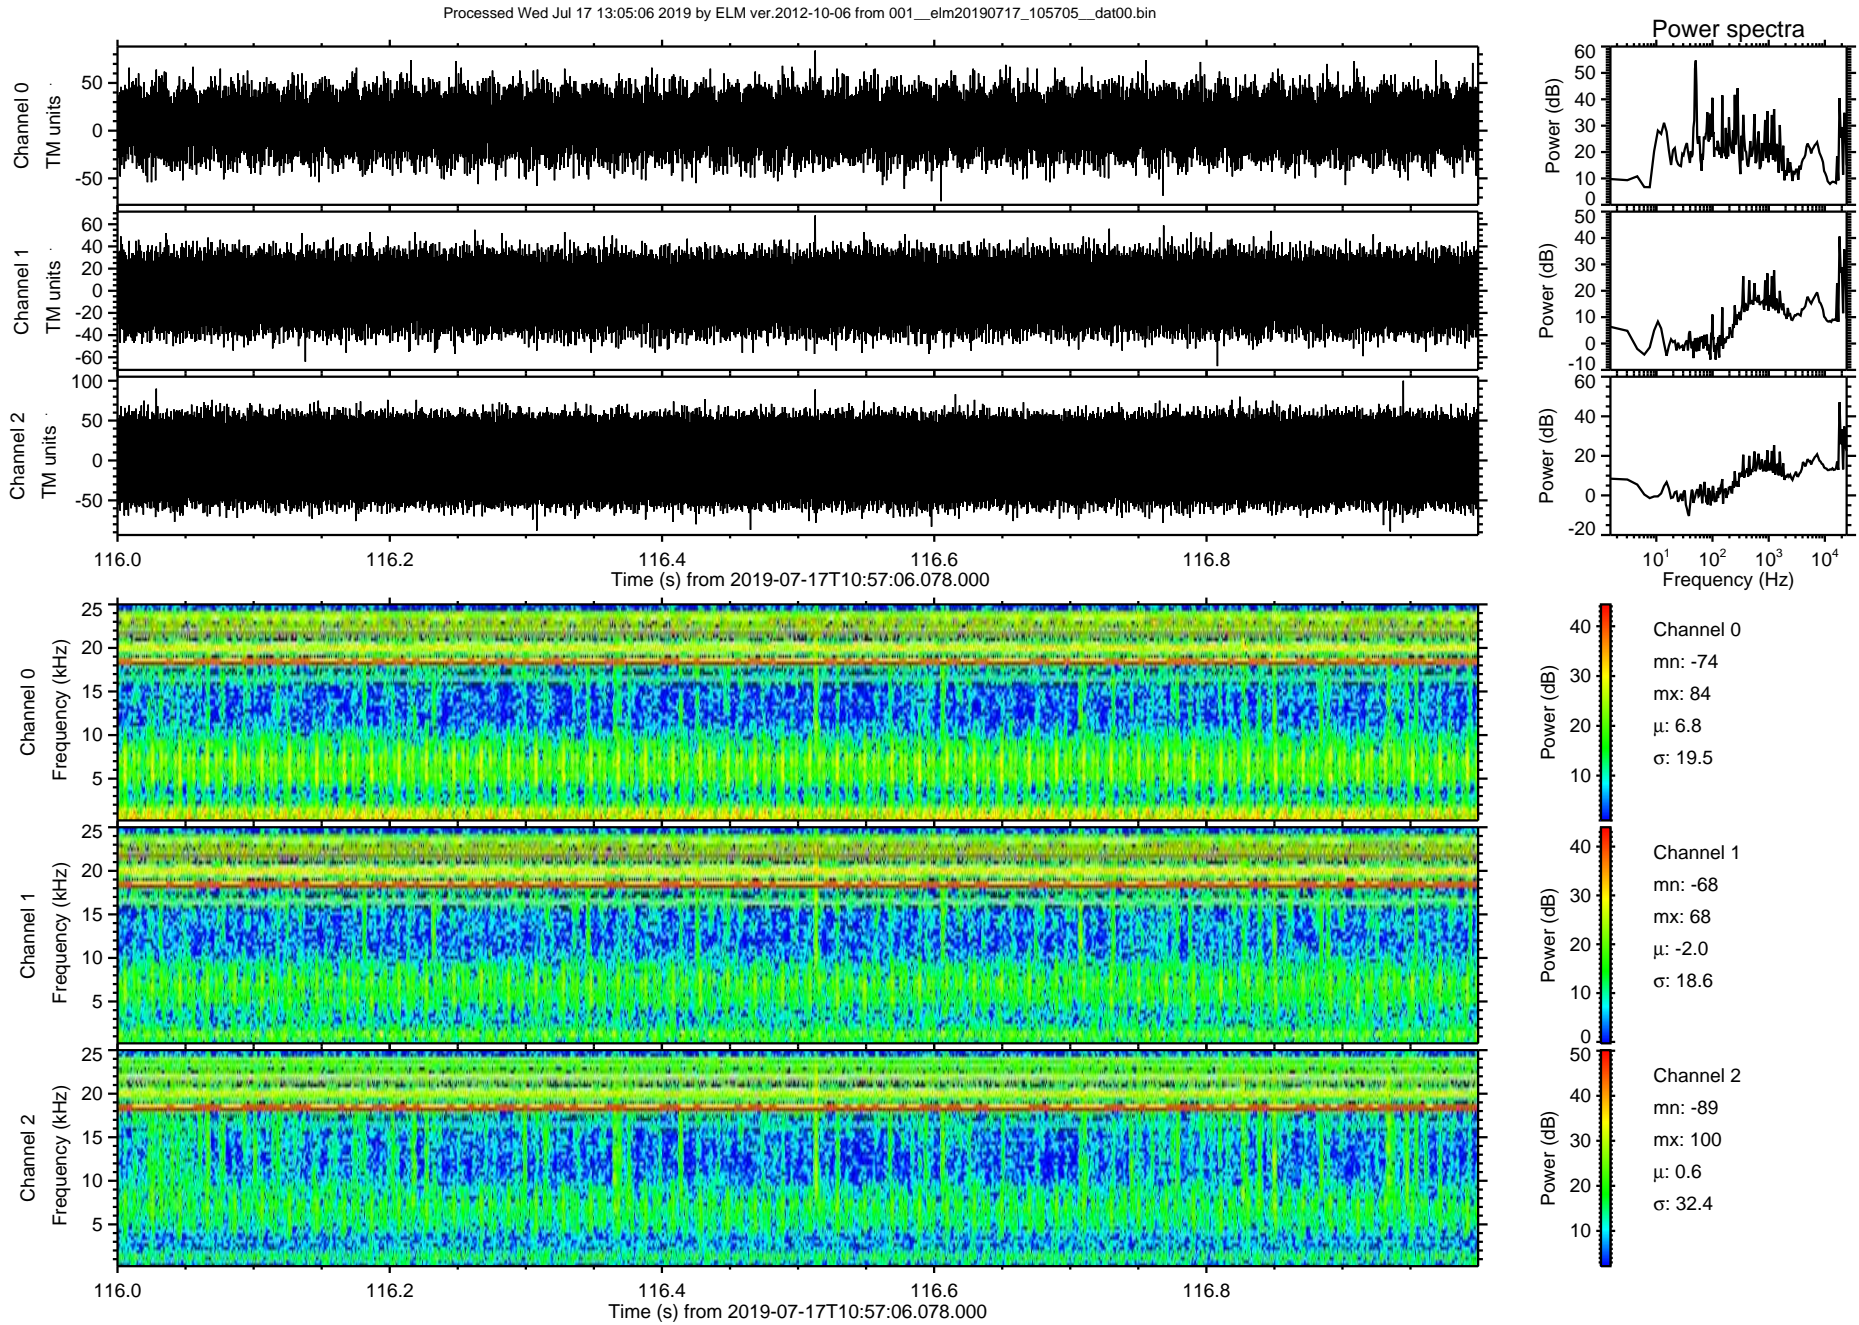 Processed Wed Jul 17 13:05:06 2019 by ELM ver.2012-10-06 from 001__elm20190717_105705__dat00.bin
Power spectra
Channel 0
TM units
50
0
-50
Power (dB)
60
50
40
30
20
10
0
Channel 1
TM units
60
40
20
0
-20
-40
-60
Power (dB)
50
40
30
20
10
0
-10
Channel 2
TM units
100
50
0
-50
Power (dB)
60
40
20
0
-20
116.0 116.2 116.4 116.6 116.8
Time (s) from 2019-07-17T10:57:06.078.000
10^1 10^2 10^3 10^4
Frequency (Hz)
Channel 0
Frequency (kHz)
25
20
15
10
5
Power (dB)
40
30
20
10
Channel 0
mn: -74
mx: 84
μ: 6.8
σ: 19.5
Channel 1
Frequency (kHz)
25
20
15
10
5
Power (dB)
40
30
20
10
0
Channel 1
mn: -68
mx: 68
μ: -2.0
σ: 18.6
Channel 2
Frequency (kHz)
25
20
15
10
5
Power (dB)
50
40
30
20
10
Channel 2
mn: -89
mx: 100
μ: 0.6
σ: 32.4
116.0 116.2 116.4 116.6 116.8
Time (s) from 2019-07-17T10:57:06.078.000